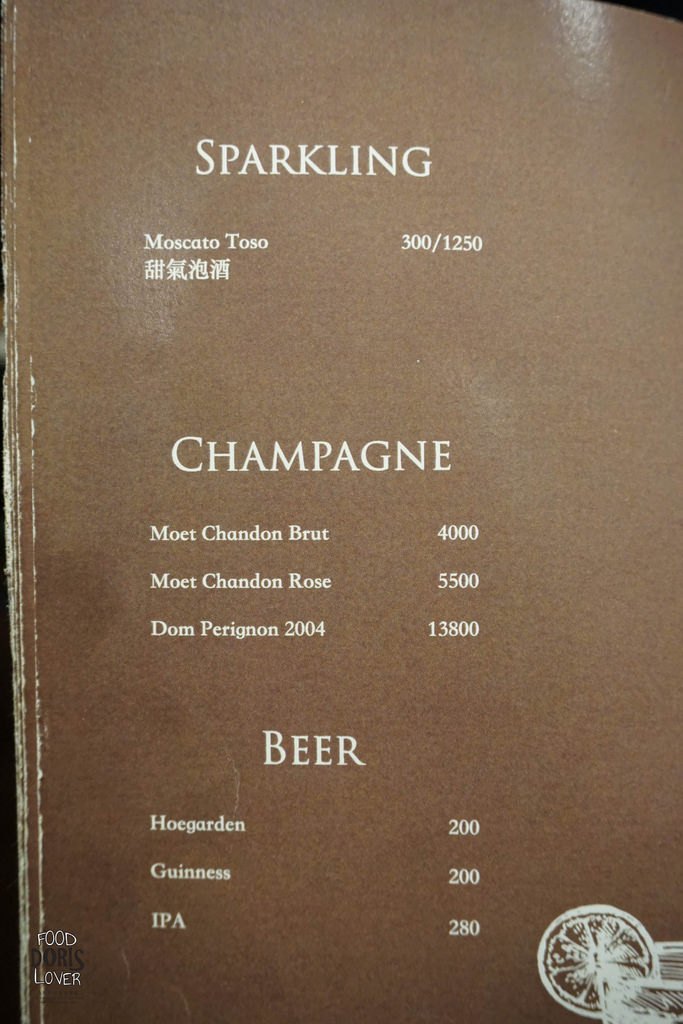 SPARKLING
Moscato Toso 300/1250
甜氣泡酒
CHAMPAGNE
Moet Chandon Brut 4000
Moet Chandon Rose 5500
Dom Perignon 2004 13800
BEER
Hoegarden 200
Guinness 200
IPA 280
FOOD
DORIS
LOVER